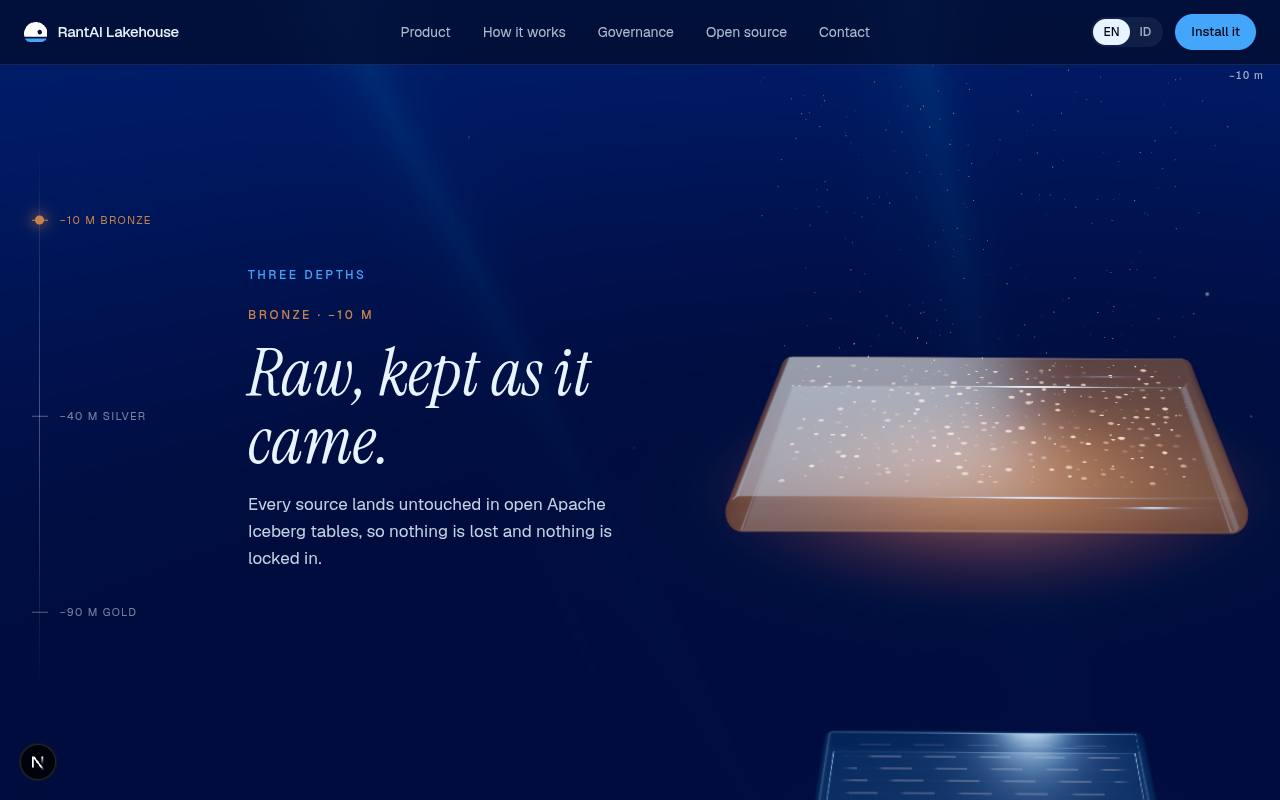 RantAI Lakehouse
Product
How it works
Governance
Open source
Contact
EN
ID
Install it
−10 m
−10 M BRONZE
−40 M SILVER
−90 M GOLD
THREE DEPTHS
BRONZE · −10 M
Raw, kept as it
came.
Every source lands untouched in open Apache
Iceberg tables, so nothing is lost and nothing is
locked in.
N